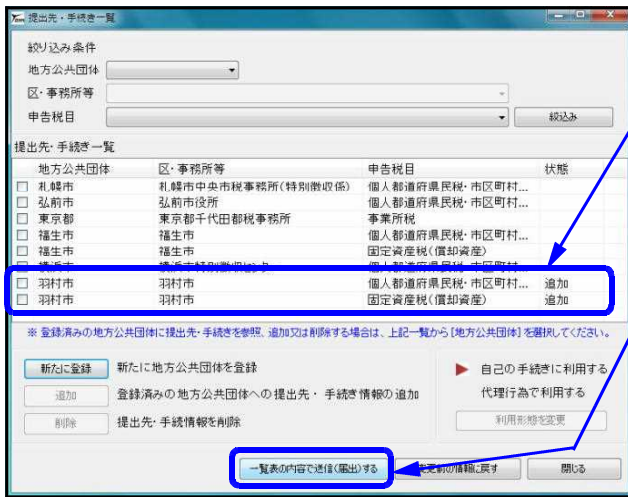 提出先・手続き一覧
絞り込み条件
地方公共団体
区・事務所等
申告税目
絞込み
提出先・手続き一覧
地方公共団体 区・事務所等 申告税目 状態
札幌市 札幌市中央市税事務所(特別徴収係) 個人都道府県民税・市区町村...
弘前市 弘前市役所 個人都道府県民税・市区町村...
東京都 東京都千代田都税事務所 事業所税
福生市 福生市 個人都道府県民税・市区町村...
福生市 福生市 固定資産税(償却資産)
羽村市 羽村市 個人都道府県民税・市区町村... 追加
羽村市 羽村市 固定資産税(償却資産) 追加
※ 登録済みの地方公共団体に提出先・手続きを参照、追加又は削除する場合は、上記一覧から[地方公共団体]を選択してください。
新たに登録 新たに地方公共団体を登録
追加 登録済みの地方公共団体への提出先・ 手続き情報の追加
削除 提出先・手続情報を削除
自己の手続きに利用する
代理行為で利用する
利用形態を変更
一覧表の内容で送信(届出)する
変更前の情報に戻す
閉じる